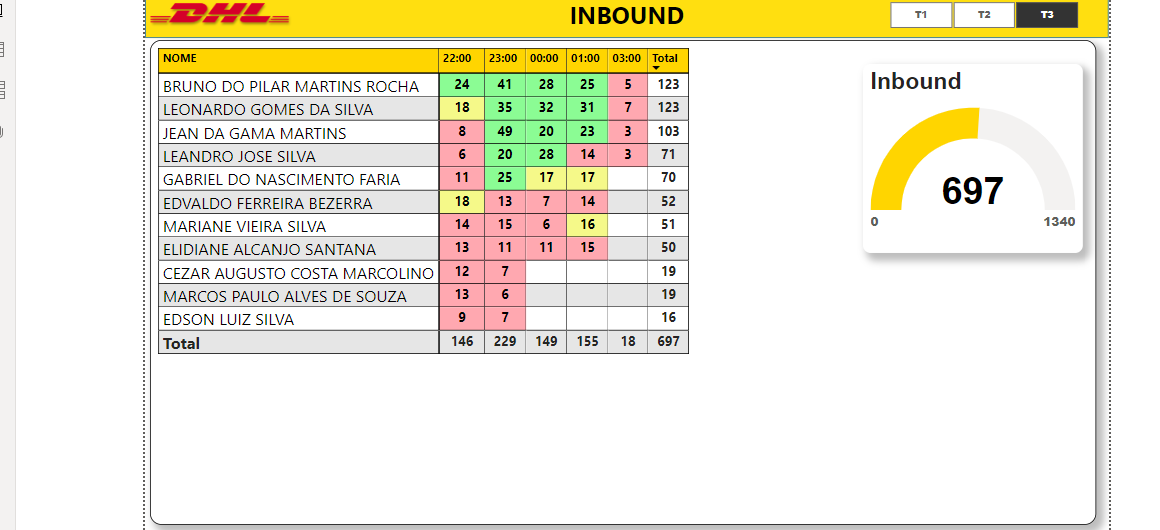 DHL INBOUND T1 T2 T3
NOME 22:00 23:00 00:00 01:00 03:00 Total
BRUNO DO PILAR MARTINS ROCHA 24 41 28 25 5 123
LEONARDO GOMES DA SILVA 18 35 32 31 7 123
JEAN DA GAMA MARTINS 8 49 20 23 3 103
LEANDRO JOSE SILVA 6 20 28 14 3 71
GABRIEL DO NASCIMENTO FARIA 11 25 17 17 70
EDVALDO FERREIRA BEZERRA 18 13 7 14 52
MARIANE VIEIRA SILVA 14 15 6 16 51
ELIDIANE ALCANJO SANTANA 13 11 11 15 50
CEZAR AUGUSTO COSTA MARCOLINO 12 7 19
MARCOS PAULO ALVES DE SOUZA 13 6 19
EDSON LUIZ SILVA 9 7 16
Total 146 229 149 155 18 697
Inbound
697
0 1340